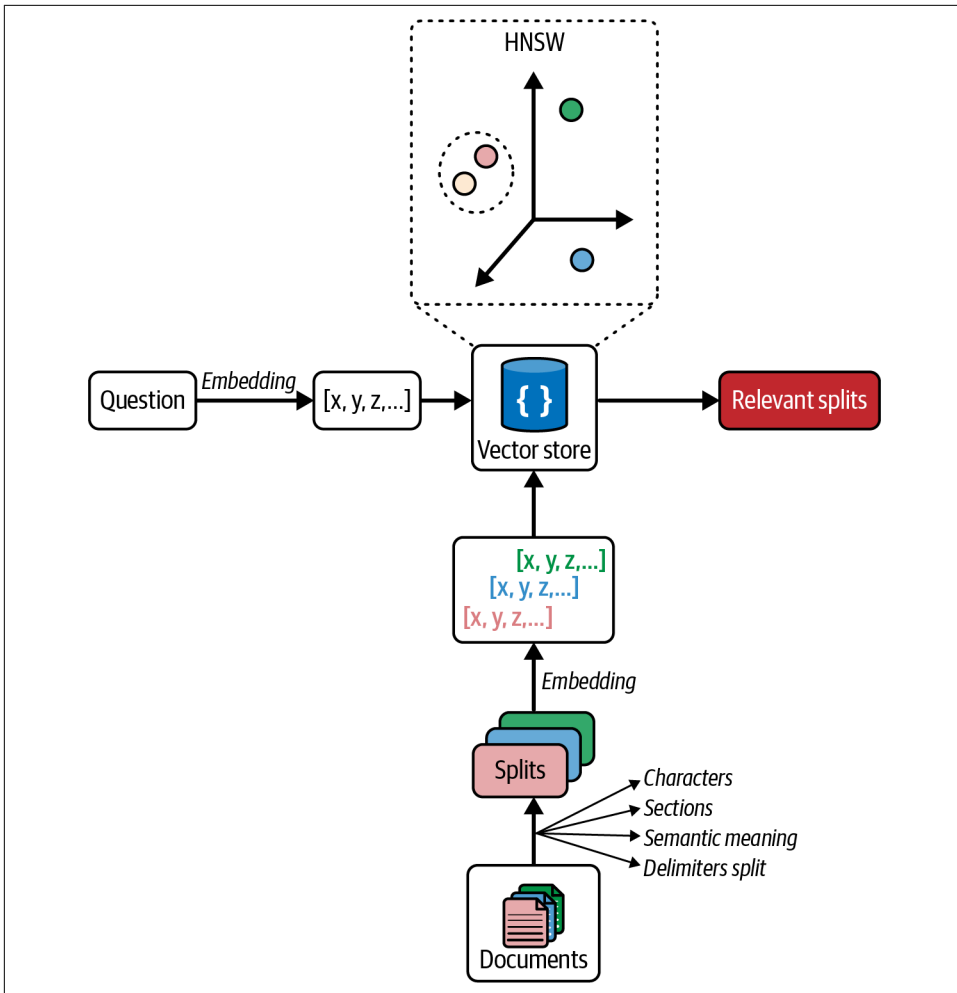 HNSW
Question
Embedding
[x, y, z,...]
{ }
Vector store
Relevant splits
[x, y, z,...]
[x, y, z,...]
[x, y, z,...]
Embedding
Splits
Characters
Sections
Semantic meaning
Delimiters split
Documents